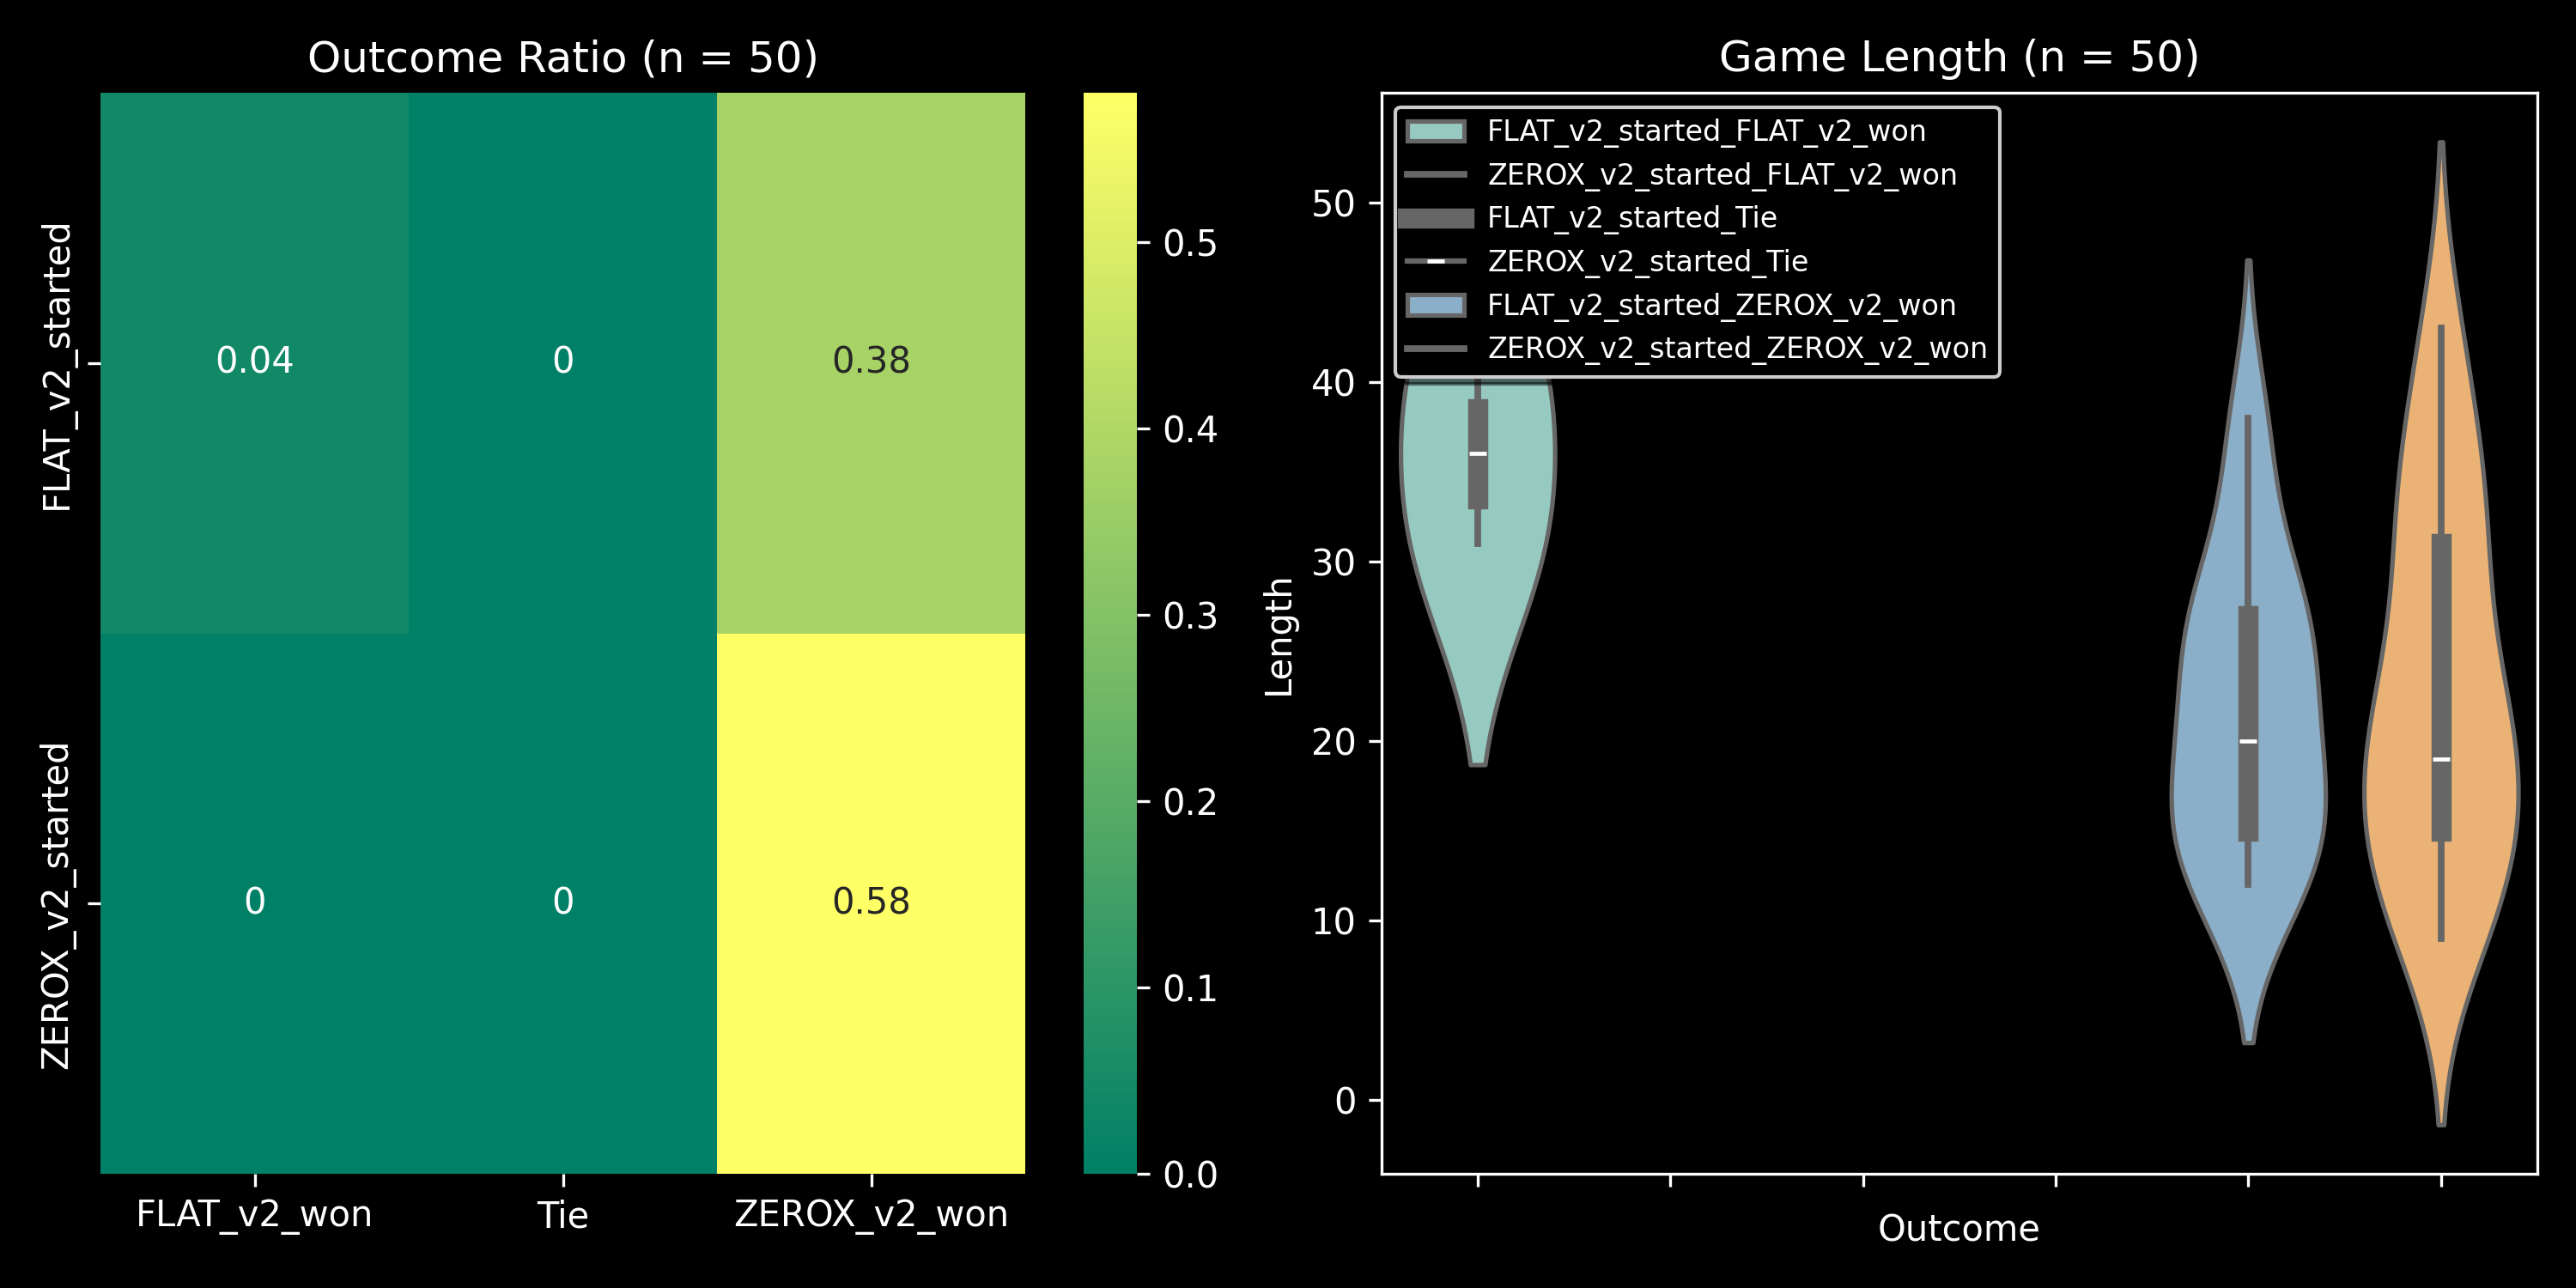 Outcome Ratio (n = 50)
FLAT_v2_started
ZEROX_v2_started
0.04
0
0.38
0
0
0.58
FLAT_v2_won
Tie
ZEROX_v2_won
0.5
0.4
0.3
0.2
0.1
0.0
Game Length (n = 50)
FLAT_v2_started_FLAT_v2_won
ZEROX_v2_started_FLAT_v2_won
FLAT_v2_started_Tie
ZEROX_v2_started_Tie
FLAT_v2_started_ZEROX_v2_won
ZEROX_v2_started_ZEROX_v2_won
Length
50
40
30
20
10
0
Outcome